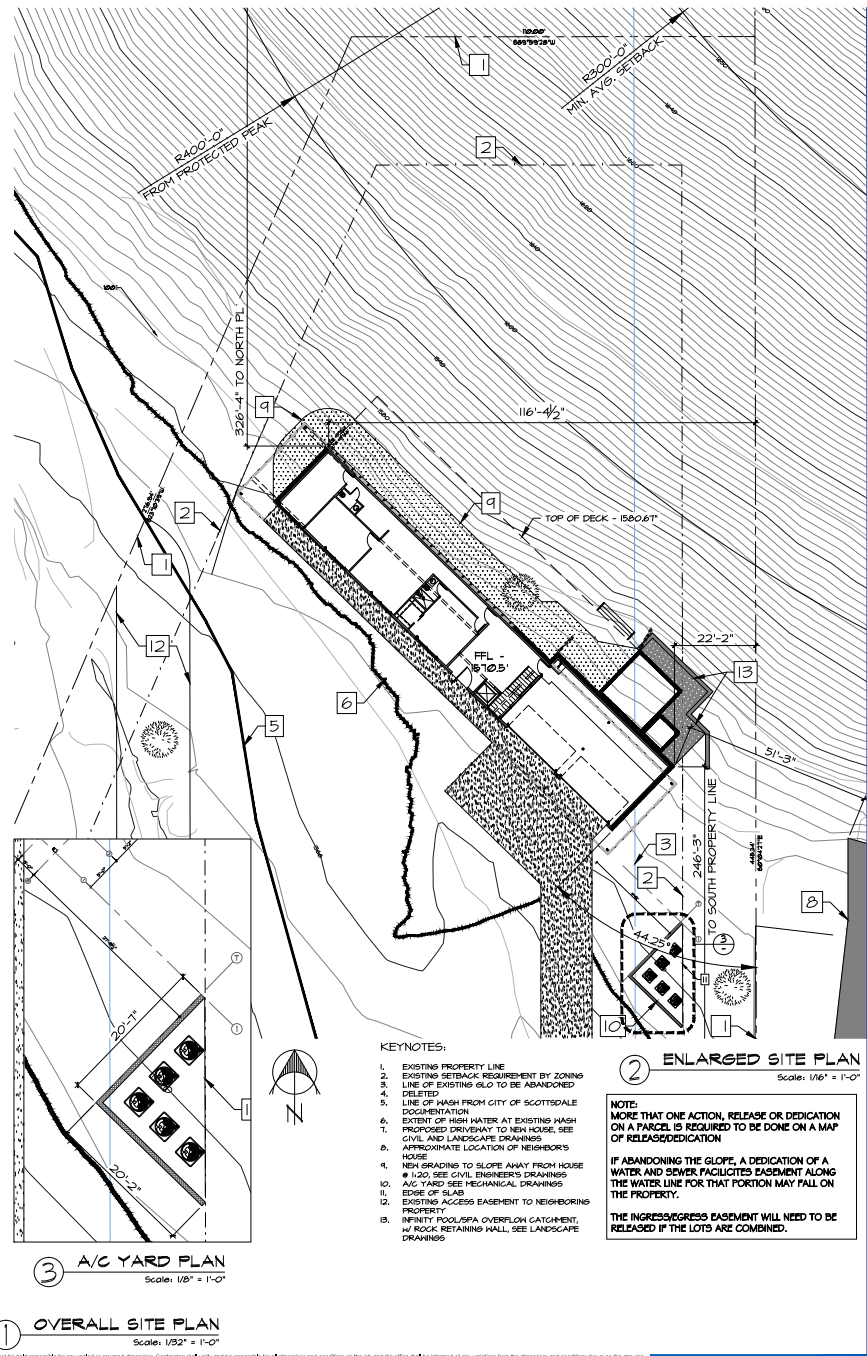 110.00'
S89°59'28"W
1
R300'-0"
MIN. AVG. SETBACK
R400'-0"
FROM PROTECTED PEAK
2
326'-4" TO NORTH PL
9
116'-4½"
2
9
TOP OF DECK - 1580.67"
1
12
FFL -
1570.5'
22'-2"
13
6
5
51'-3"
3
246'-3"
TO SOUTH PROPERTY LINE
2
8
44.25°
3
10
11
1
20'-7"
20'-2"
N
KEYNOTES:
1. EXISTING PROPERTY LINE
2. EXISTING SETBACK REQUIREMENT BY ZONING
3. LINE OF EXISTING GLO TO BE ABANDONED
4. DELETED
5. LINE OF WASH FROM CITY OF SCOTTSDALE
DOCUMENTATION
6. EXTENT OF HIGH WATER AT EXISTING WASH
7. PROPOSED DRIVEWAY TO NEW HOUSE, SEE
CIVIL AND LANDSCAPE DRAWINGS
8. APPROXIMATE LOCATION OF NEIGHBOR'S
HOUSE
9. NEW GRADING TO SLOPE AWAY FROM HOUSE
@ 1:20, SEE CIVIL ENGINEER'S DRAWINGS
10. A/C YARD SEE MECHANICAL DRAWINGS
11. EDGE OF SLAB
12. EXISTING ACCESS EASEMENT TO NEIGHBORING
PROPERTY
13. INFINITY POOL/SPA OVERFLOW CATCHMENT,
W/ ROCK RETAINING WALL, SEE LANDSCAPE
DRAWINGS
2 ENLARGED SITE PLAN
Scale: 1/16" = 1'-0"
NOTE:
MORE THAT ONE ACTION, RELEASE OR DEDICATION
ON A PARCEL IS REQUIRED TO BE DONE ON A MAP
OF RELEASE/DEDICATION
IF ABANDONING THE GLOPE, A DEDICATION OF A
WATER AND SEWER FACILICITES EASEMENT ALONG
THE WATER LINE FOR THAT PORTION MAY FALL ON
THE PROPERTY.
THE INGRESS/EGRESS EASEMENT WILL NEED TO BE
RELEASED IF THE LOTS ARE COMBINED.
3 A/C YARD PLAN
Scale: 1/8" = 1'-0"
1 OVERALL SITE PLAN
Scale: 1/32" = 1'-0"